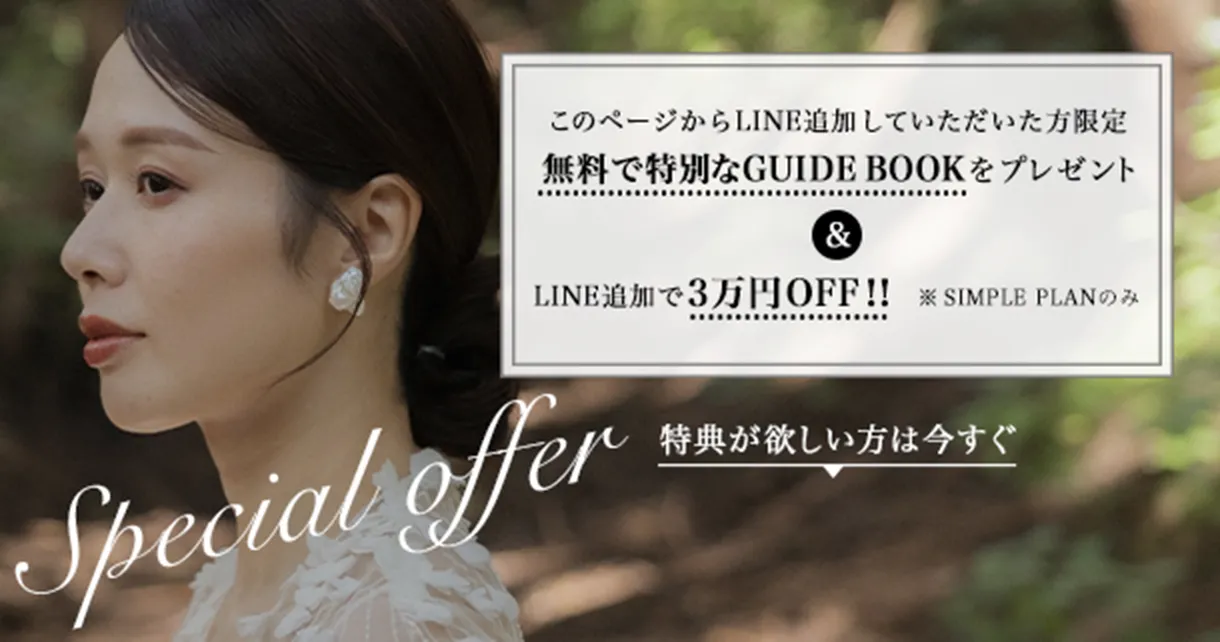 このページからLINE追加していただいた方限定
無料で特別なGUIDE BOOKをプレゼント
&
LINE追加で3万円OFF!! ※SIMPLE PLANのみ
Special offer
特典が欲しい方は今すぐ